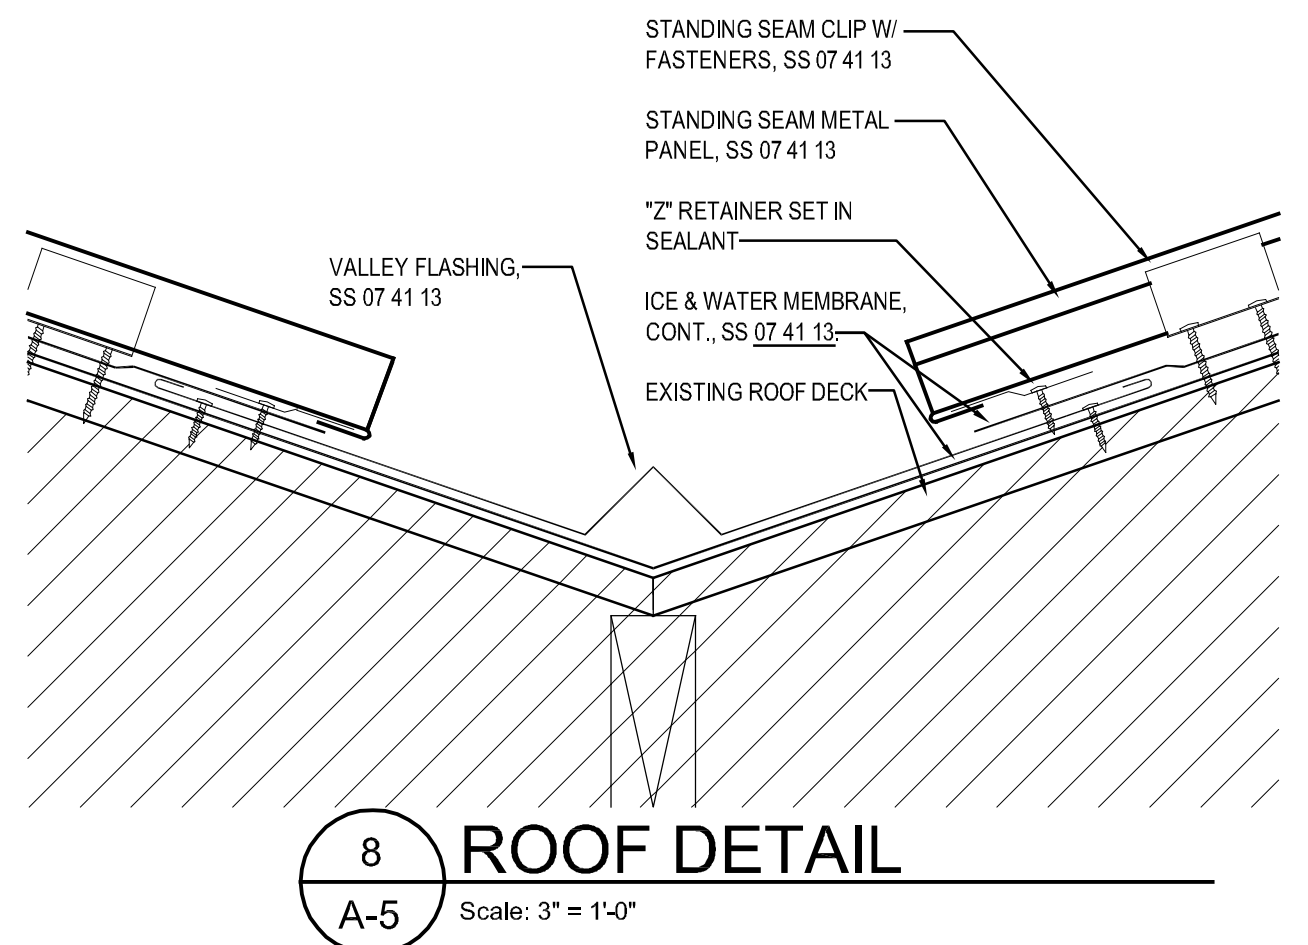 STANDING SEAM CLIP W/
FASTENERS, SS 07 41 13
STANDING SEAM METAL
PANEL, SS 07 41 13
"Z" RETAINER SET IN
SEALANT
VALLEY FLASHING,
SS 07 41 13
ICE & WATER MEMBRANE,
CONT., SS 07 41 13.
EXISTING ROOF DECK
8
ROOF DETAIL
A-5
Scale: 3" = 1'-0"